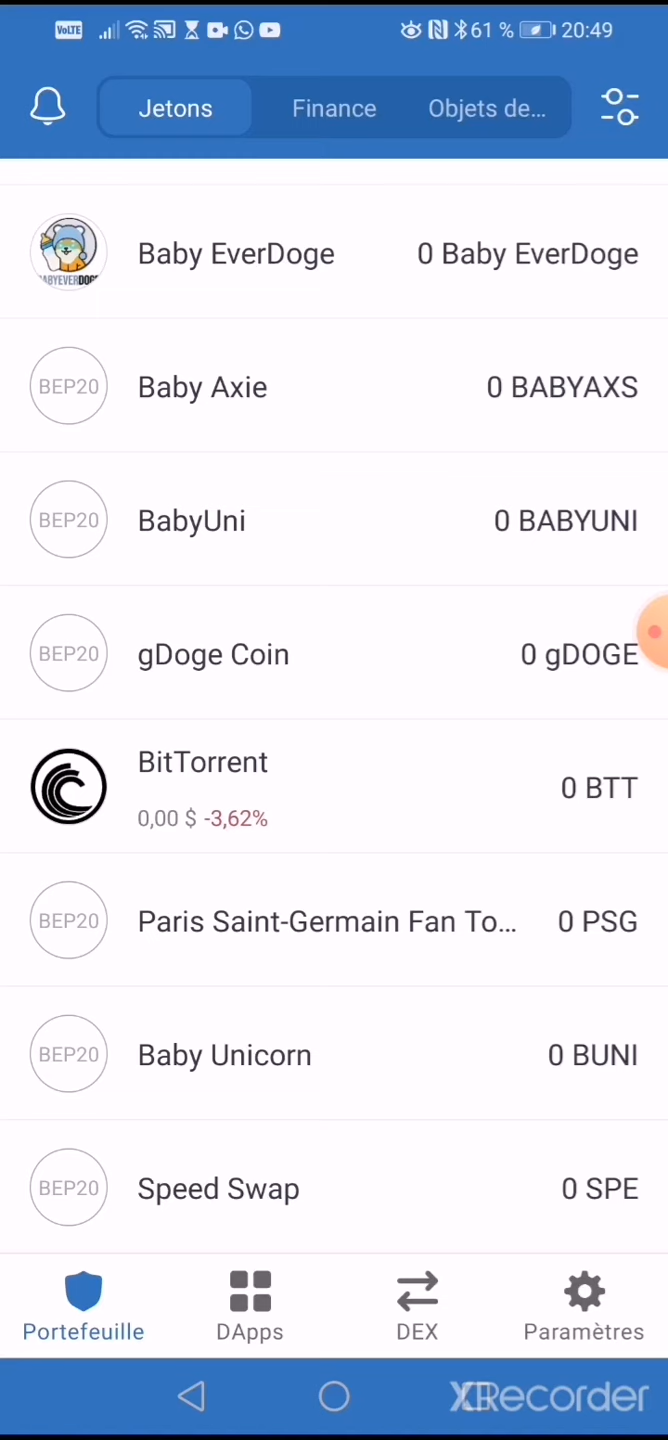 VoLTE 61 % 20:49
Jetons Finance Objets de...
Baby EverDoge 0 Baby EverDoge
BEP20 Baby Axie 0 BABYAXS
BEP20 BabyUni 0 BABYUNI
BEP20 gDoge Coin 0 gDOGE
BitTorrent
0,00 $ -3,62%
0 BTT
BEP20 Paris Saint-Germain Fan To... 0 PSG
BEP20 Baby Unicorn 0 BUNI
BEP20 Speed Swap 0 SPE
Portefeuille DApps DEX Paramètres
XRecorder